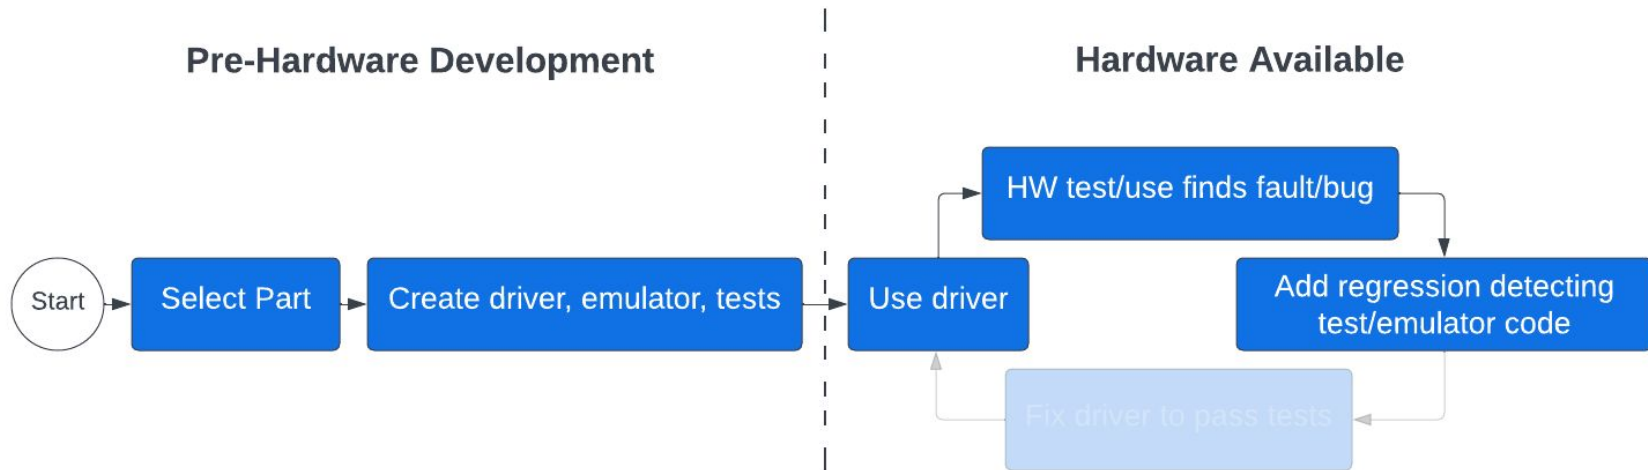 Pre-Hardware Development
Hardware Available
HW test/use finds fault/bug
Start
Select Part
Create driver, emulator, tests
Use driver
Add regression detecting
test/emulator code
Fix driver to pass tests